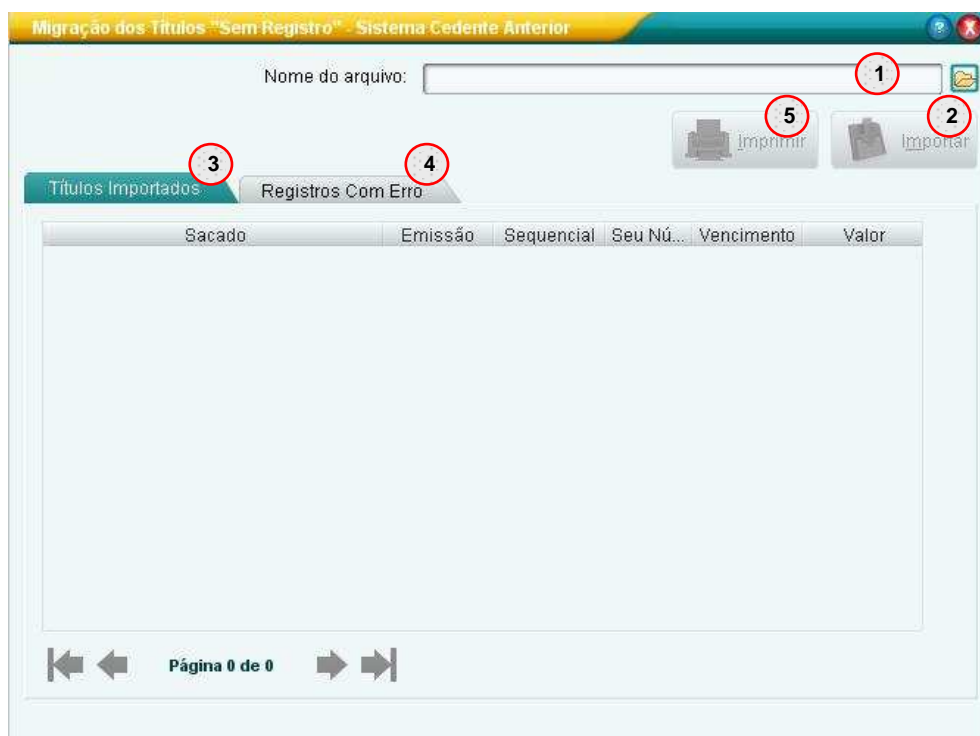 Migração dos Títulos "Sem Registro" - Sistema Cedente Anterior ?
Nome do arquivo: 1
5 2
Imprimir Importar
3 4
Títulos Importados Registros Com Erro
Sacado Emissão Sequencial Seu Nú... Vencimento Valor
Página 0 de 0